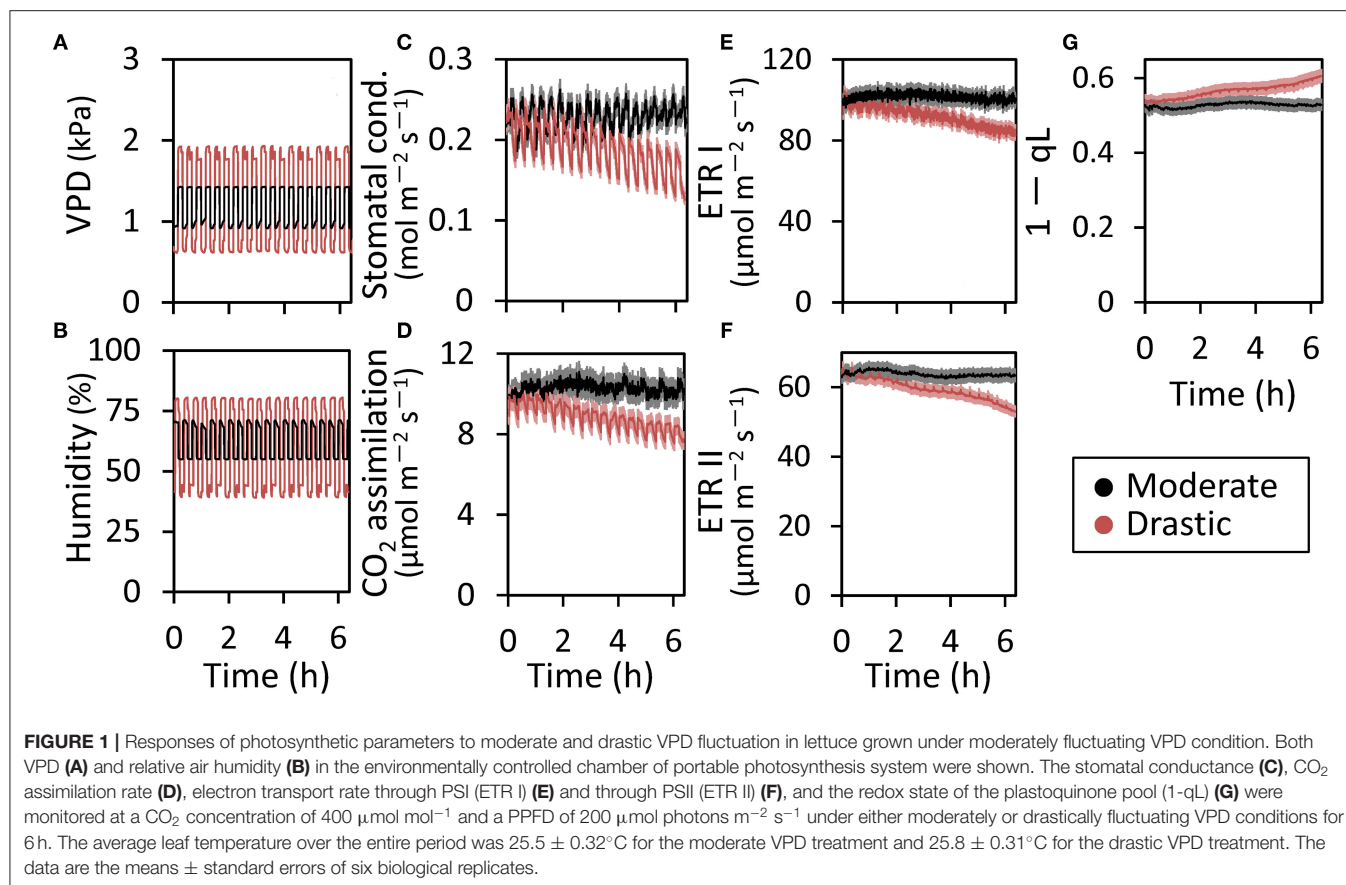 A
3
2
1
0
VPD (kPa)
B
100
75
50
25
0
Humidity (%)
0 2 4 6
Time (h)
C
0.3
0.2
0.1
0
Stomatal cond.
(mol m−2 s−1)
D
12
8
4
0
CO2 assimilation
(μmol m−2 s−1)
0 2 4 6
Time (h)
E
120
80
40
0
ETR I
(μmol m−2 s−1)
F
60
40
20
0
ETR II
(μmol m−2 s−1)
0 2 4 6
Time (h)
G
0.6
0.4
0.2
0
1 — qL
0 2 4 6
Time (h)
Moderate
Drastic
FIGURE 1 | Responses of photosynthetic parameters to moderate and drastic VPD fluctuation in lettuce grown under moderately fluctuating VPD condition. Both
VPD (A) and relative air humidity (B) in the environmentally controlled chamber of portable photosynthesis system were shown. The stomatal conductance (C), CO2
assimilation rate (D), electron transport rate through PSI (ETR I) (E) and through PSII (ETR II) (F), and the redox state of the plastoquinone pool (1-qL) (G) were
monitored at a CO2 concentration of 400 μmol mol−1 and a PPFD of 200 μmol photons m−2 s−1 under either moderately or drastically fluctuating VPD conditions for
6 h. The average leaf temperature over the entire period was 25.5 ± 0.32°C for the moderate VPD treatment and 25.8 ± 0.31°C for the drastic VPD treatment. The
data are the means ± standard errors of six biological replicates.